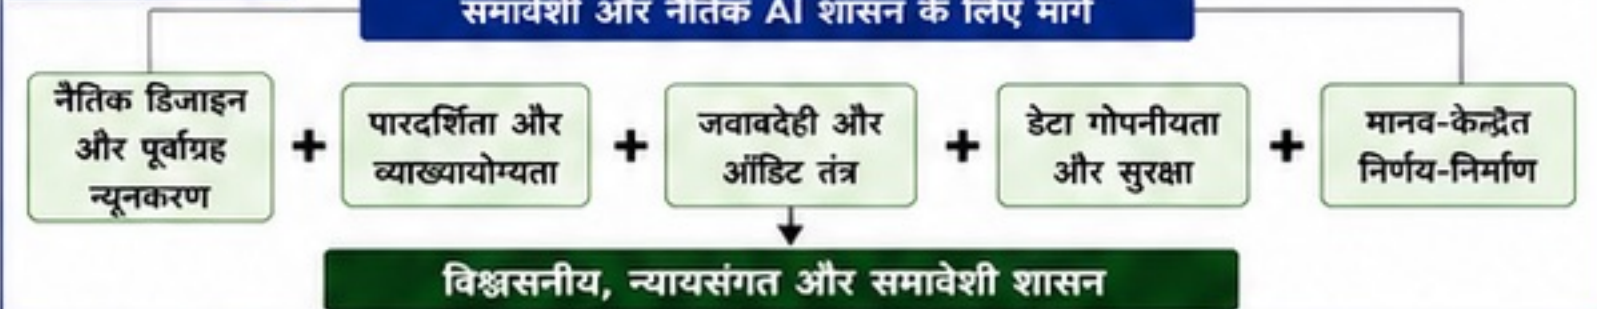 समावेशी और नैतिक AI शासन के लिए मार्ग
नैतिक डिजाइन
और पूर्वाग्रह
न्यूनकरण
+
पारदर्शिता और
व्याख्यायोग्यता
+
जवाबदेही और
ऑडिट तंत्र
+
डेटा गोपनीयता
और सुरक्षा
+
मानव-केन्द्रित
निर्णय-निर्माण
न्यायसंगत और समावेशी शासन